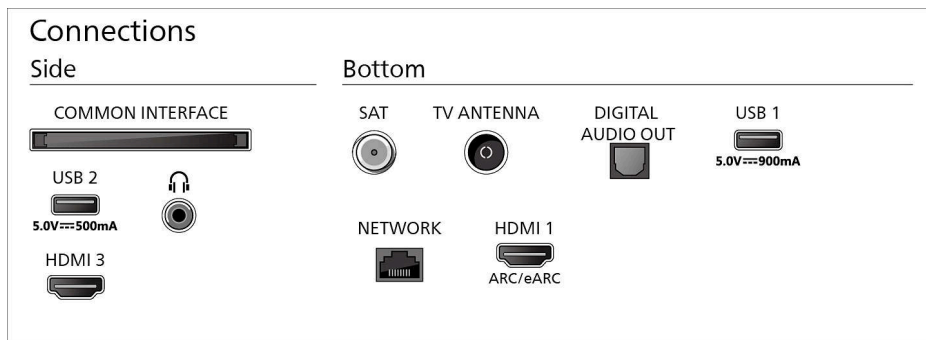 Connections
Side
COMMON INTERFACE
USB 2
5.0V⎓500mA
HDMI 3
Bottom
SAT
TV ANTENNA
DIGITAL
AUDIO OUT
USB 1
5.0V⎓900mA
NETWORK
HDMI 1
ARC/eARC